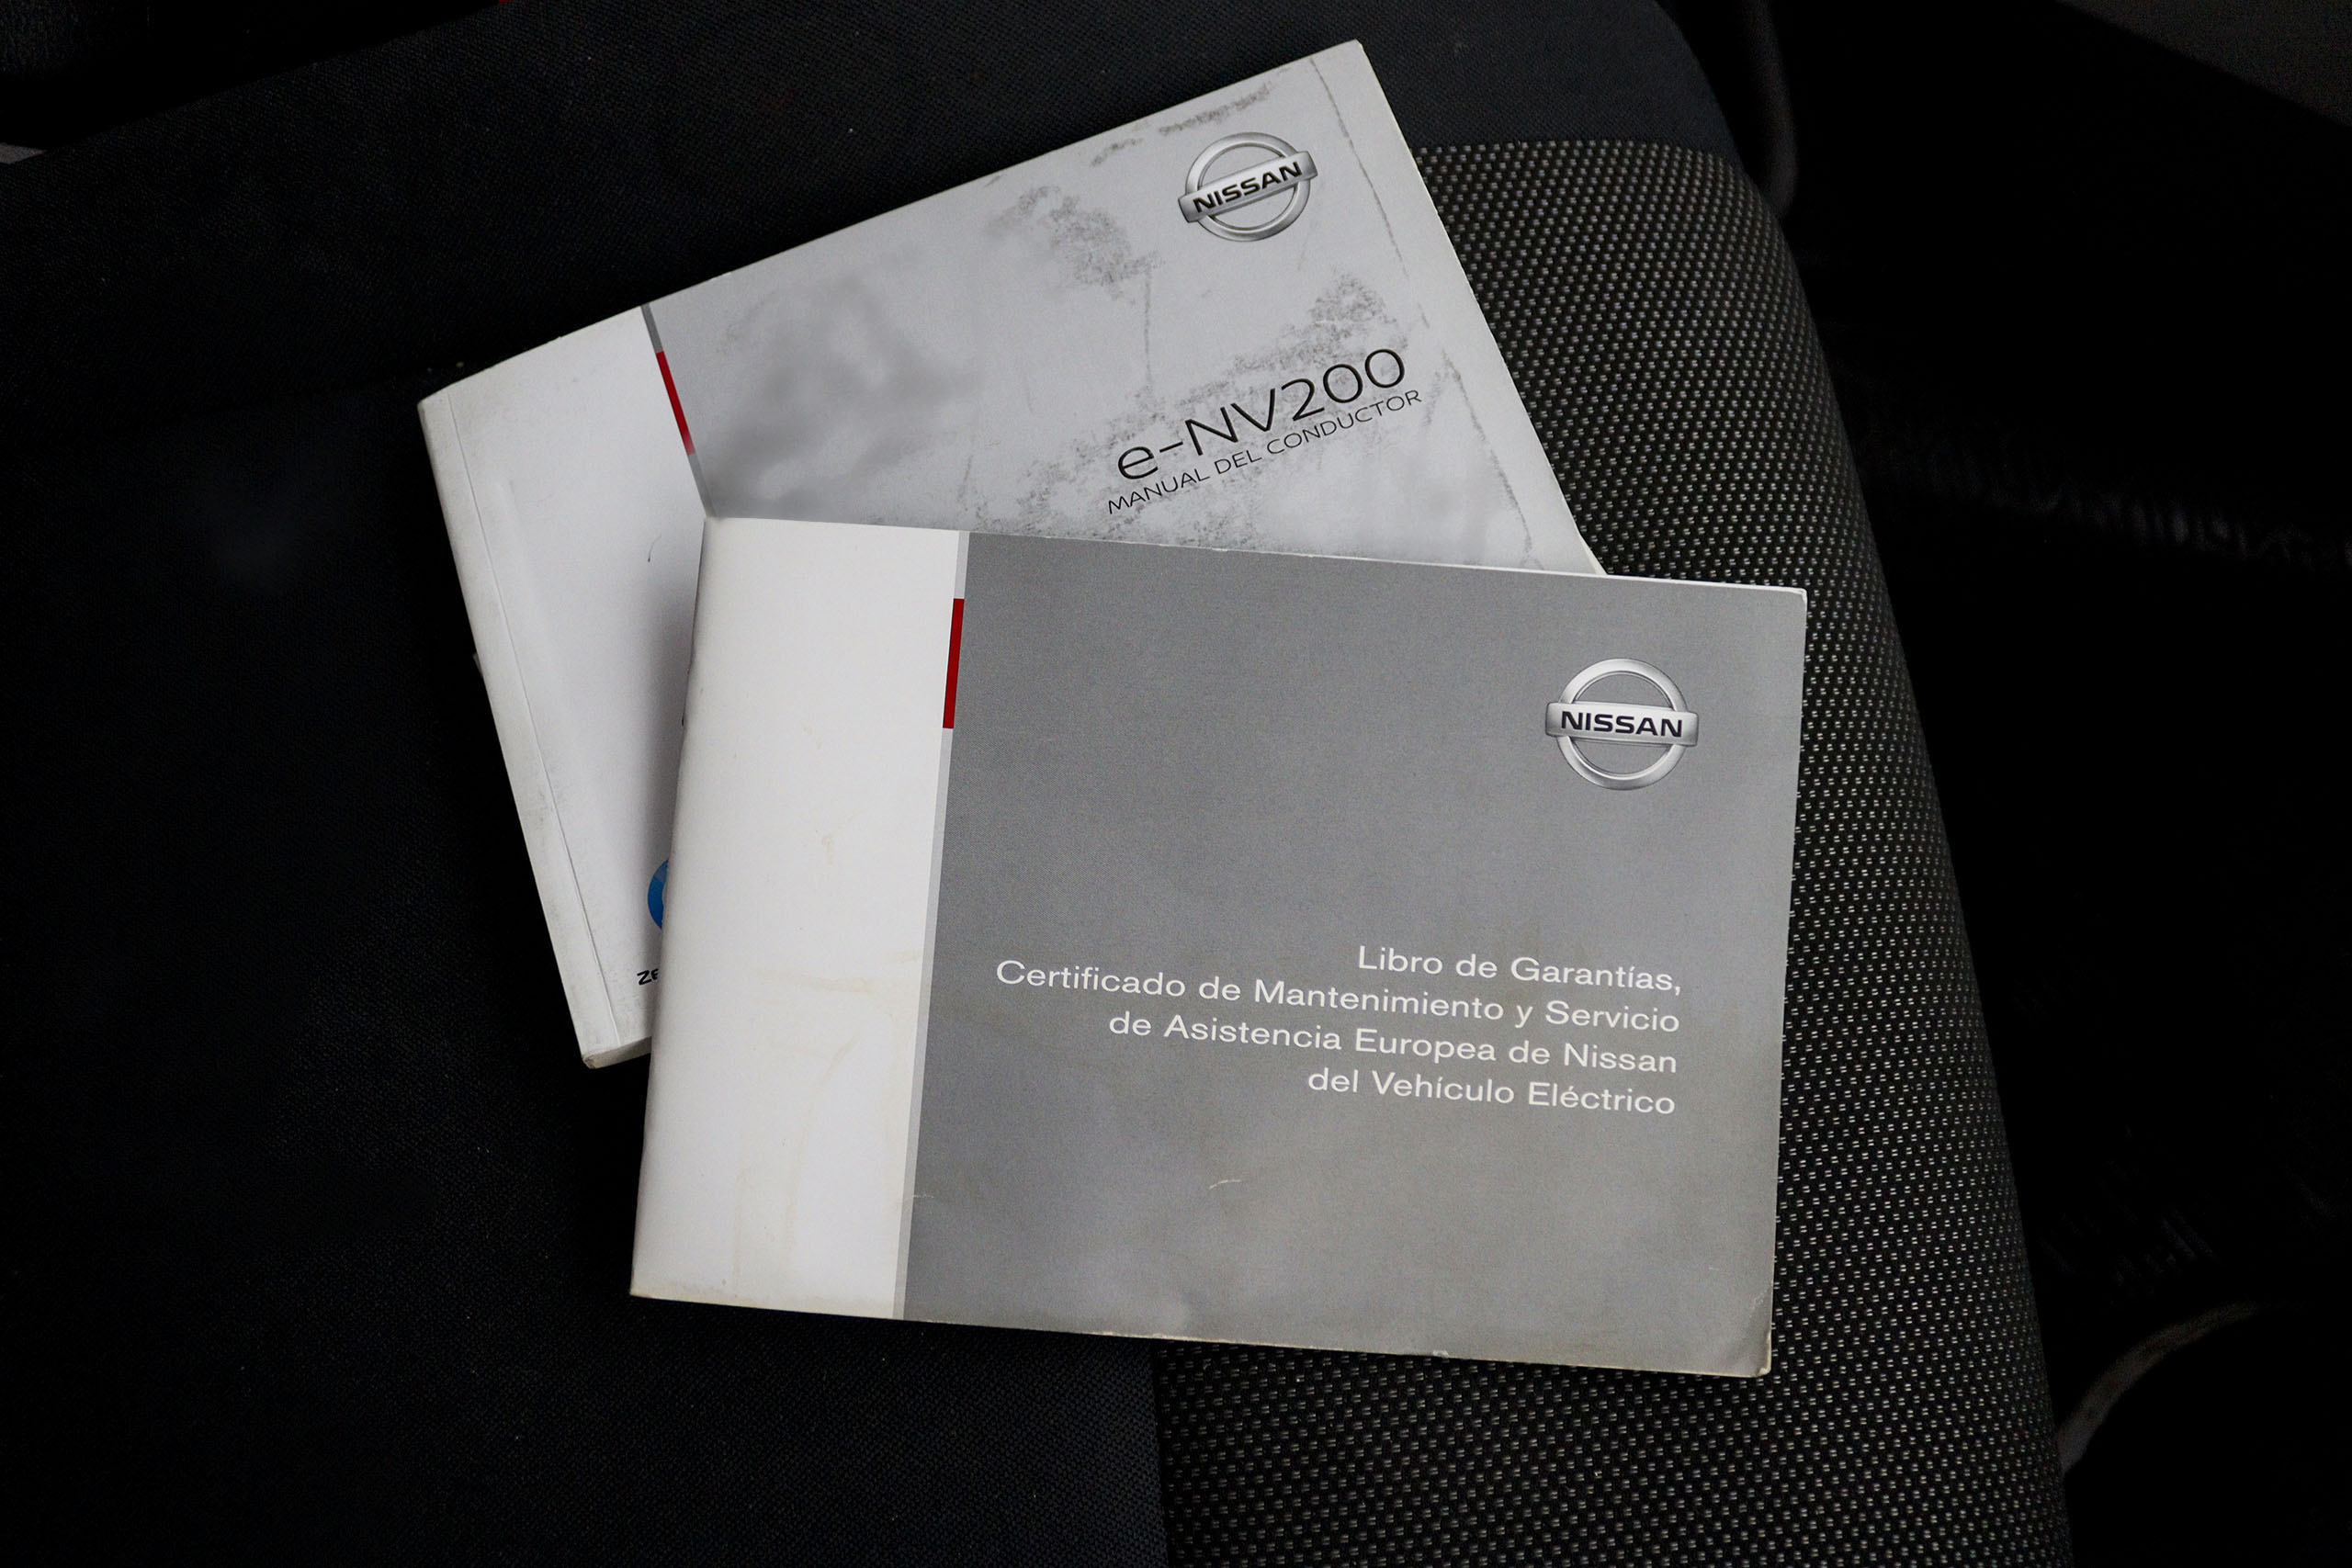 NISSAN
e-NV200
MANUAL DEL CONDUCTOR
NISSAN
Libro de Garantías,
Certificado de Mantenimiento y Servicio
de Asistencia Europea de Nissan
del Vehículo Eléctrico